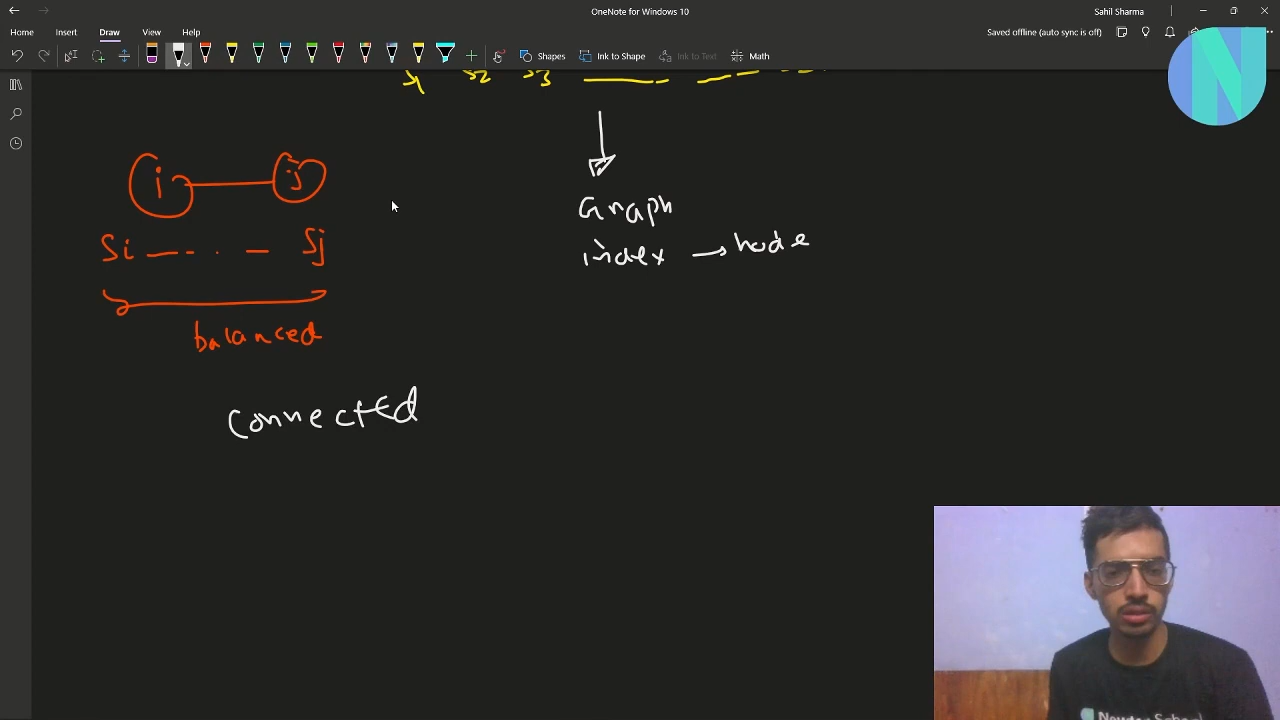 OneNote for Windows 10
Sahil Sharma
Home Insert Draw View Help
Saved offline (auto sync is off)
Shapes Ink to Shape Ink to Text Math
S1 S2 S3
i j
Graph
Si Sj
index → node
balanced
connected